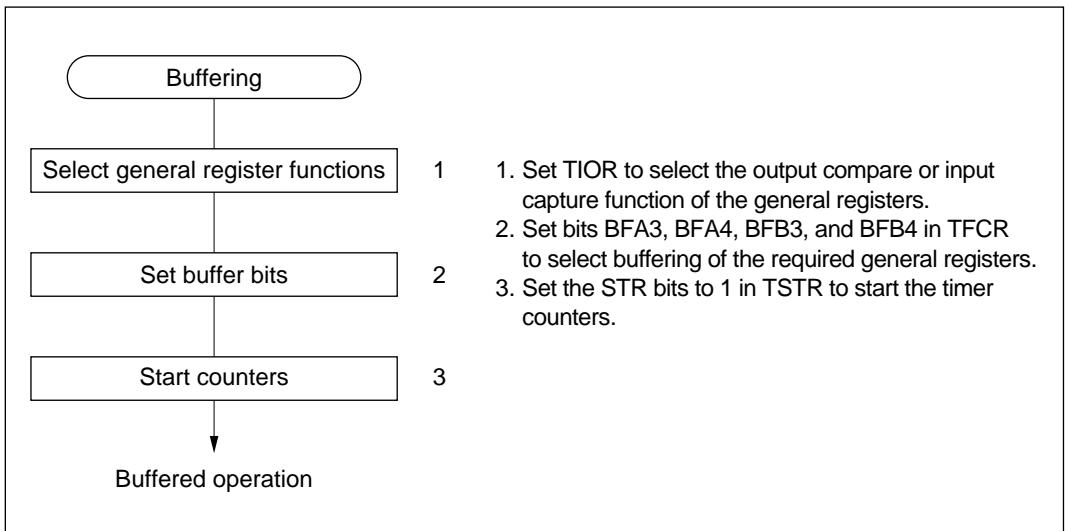 Buffering
Select general register functions 1
Set buffer bits 2
Start counters 3
Buffered operation
1. Set TIOR to select the output compare or input
capture function of the general registers.
2. Set bits BFA3, BFA4, BFB3, and BFB4 in TFCR
to select buffering of the required general registers.
3. Set the STR bits to 1 in TSTR to start the timer
counters.